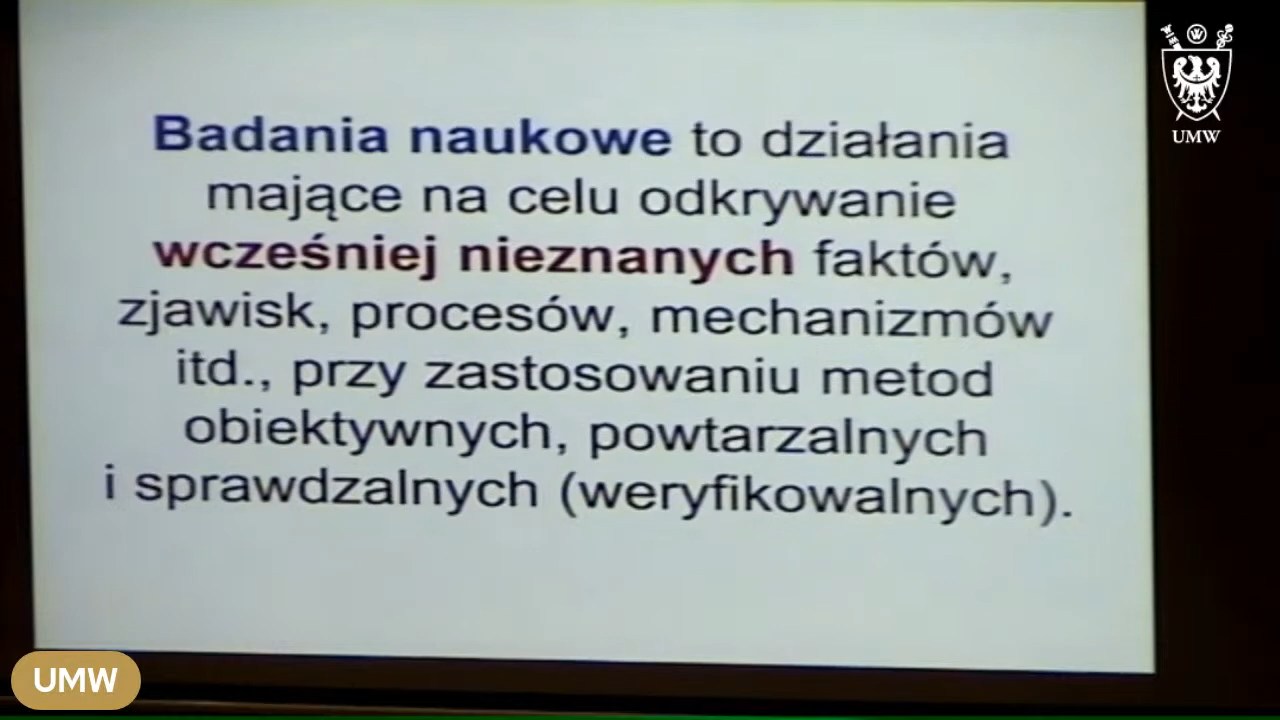 Badania naukowe to działania
mające na celu odkrywanie
wcześniej nieznanych faktów,
zjawisk, procesów, mechanizmów
itd., przy zastosowaniu metod
obiektywnych, powtarzalnych
i sprawdzalnych (weryfikowalnych).
W
UMW
UMW